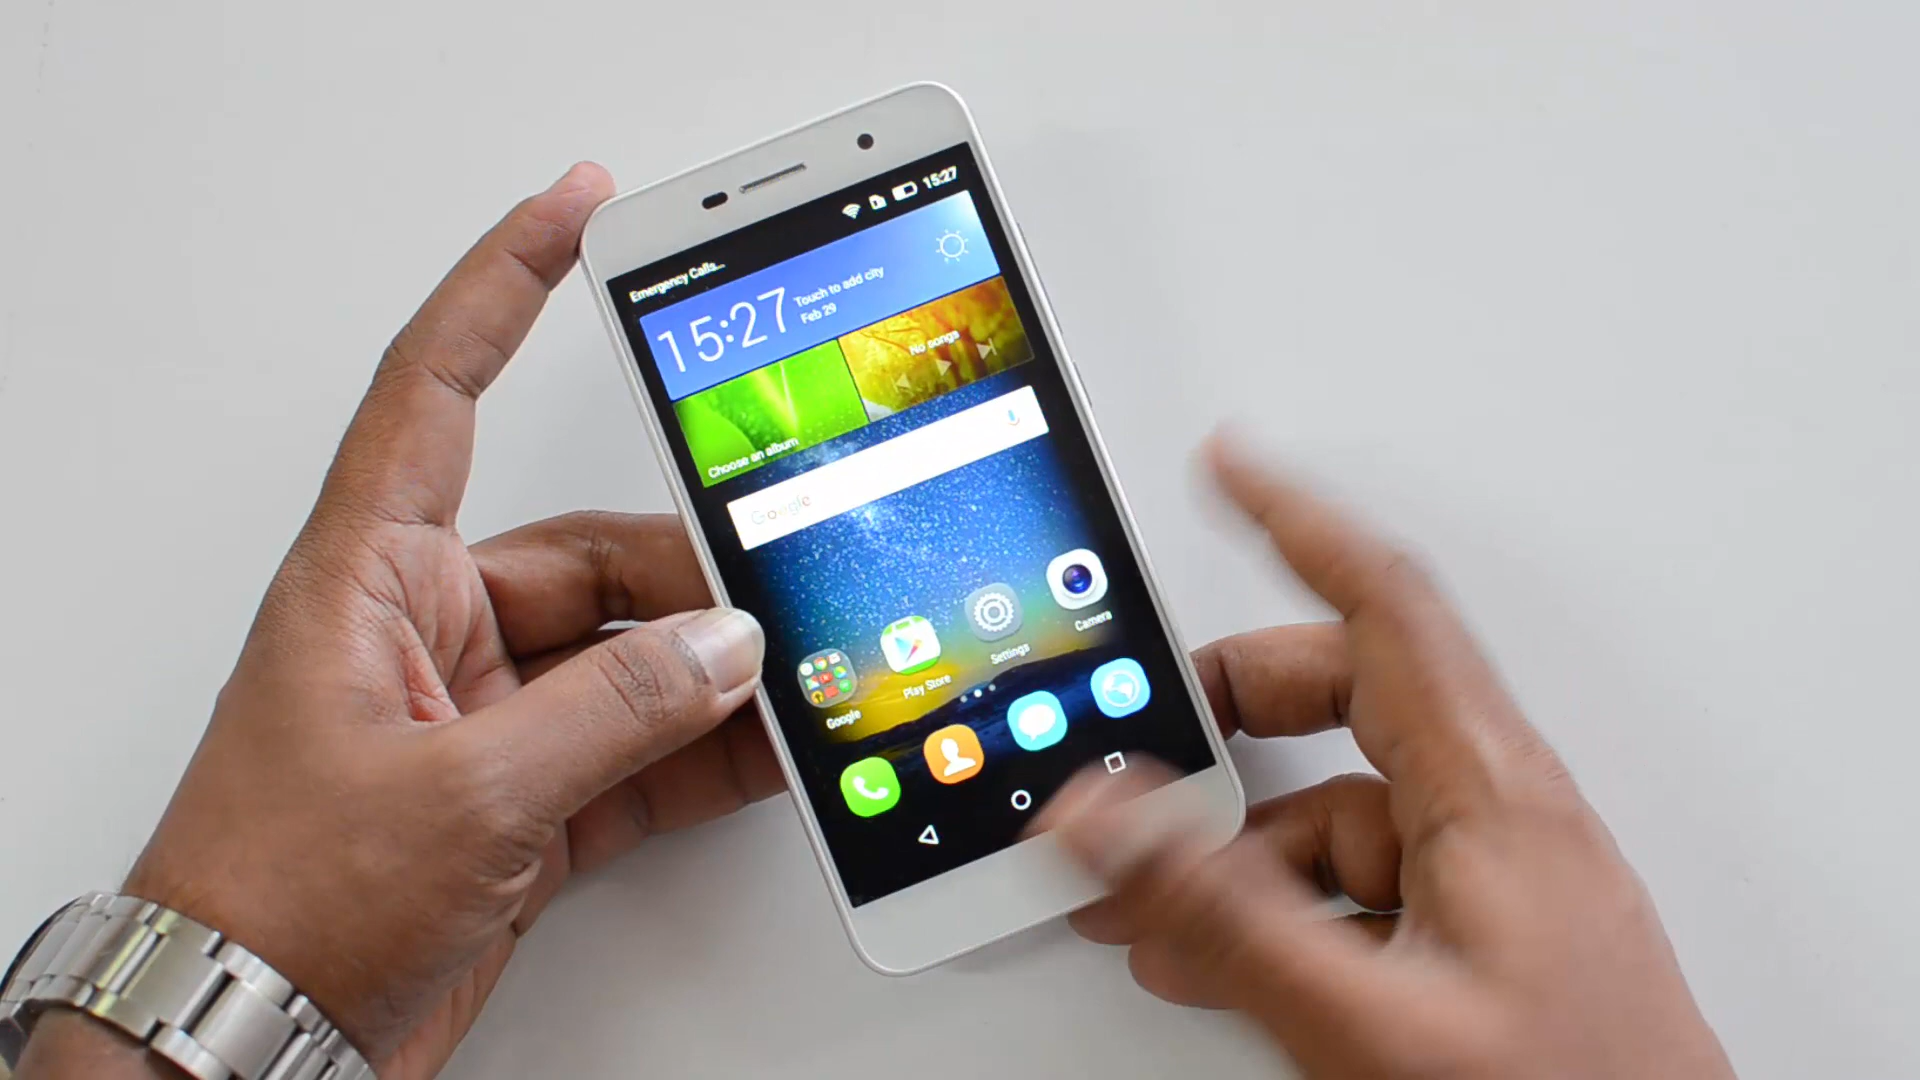 15:27
Emergency Calls...
15:27
Touch to add city
Feb 29
No songs
Choose an album
Google
Camera
Settings
Play Store
Google